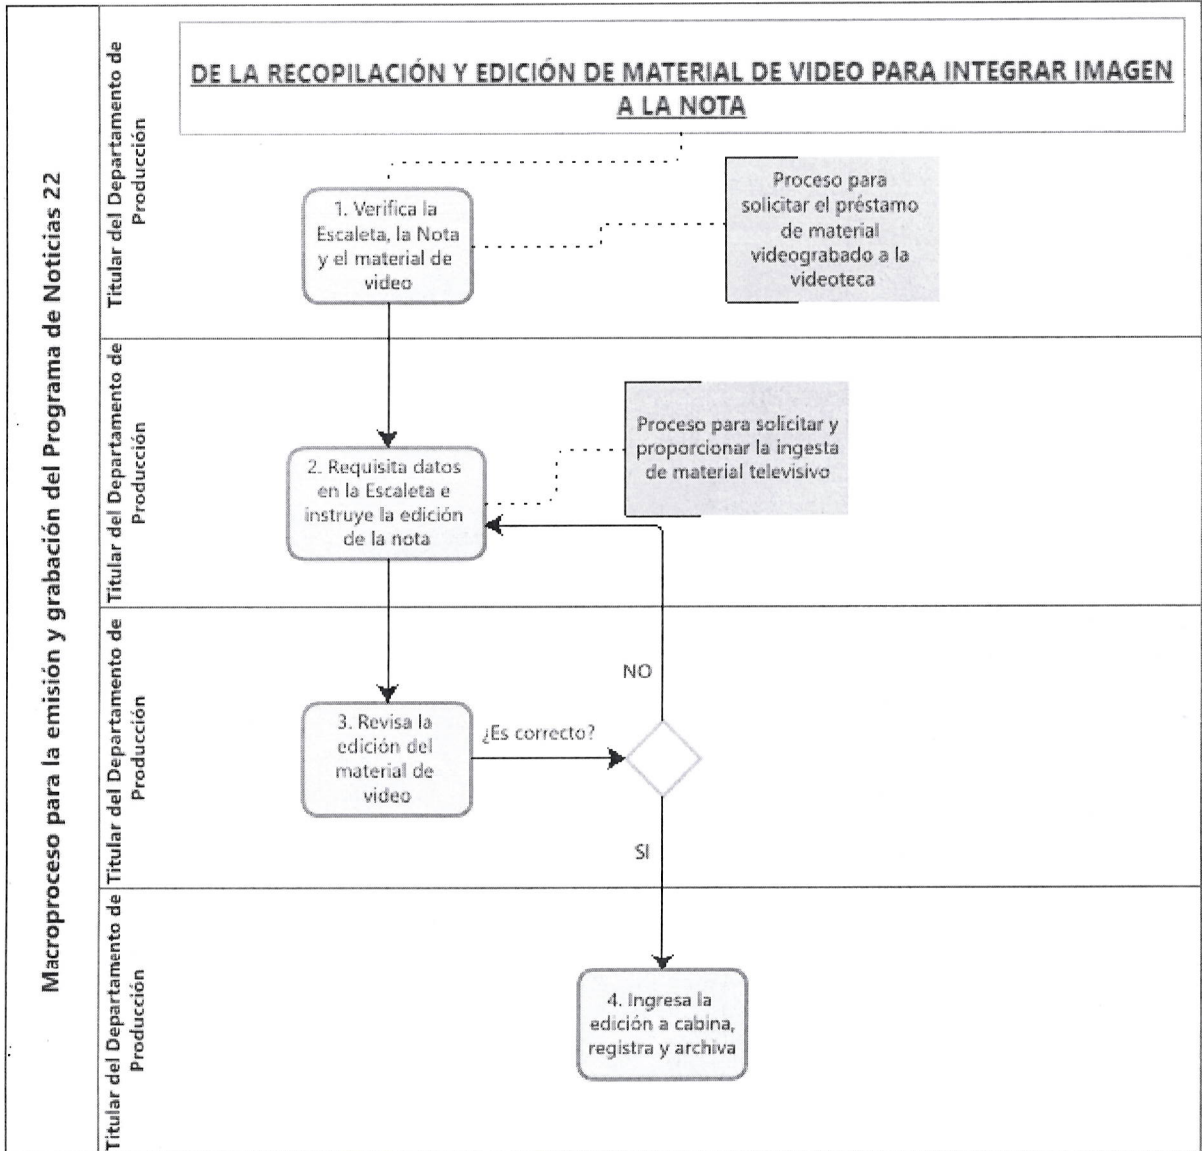 Macroproceso para la emisión y grabación del Programa de Noticias 22
Titular del Departamento de
Producción
DE LA RECOPILACIÓN Y EDICIÓN DE MATERIAL DE VIDEO PARA INTEGRAR IMAGEN
A LA NOTA
1. Verifica la
Escaleta, la Nota
y el material de
video
Proceso para
solicitar el préstamo
de material
videograbado a la
videoteca
Titular del Departamento de
Producción
2. Requisita datos
en la Escaleta e
instruye la edición
de la nota
Proceso para solicitar y
proporcionar la ingesta
de material televisivo
Titular del Departamento de
Producción
3. Revisa la
edición del
material de
video
¿Es correcto?
NO
SI
Titular del Departamento de
Producción
4. Ingresa la
edición a cabina,
registra y archiva